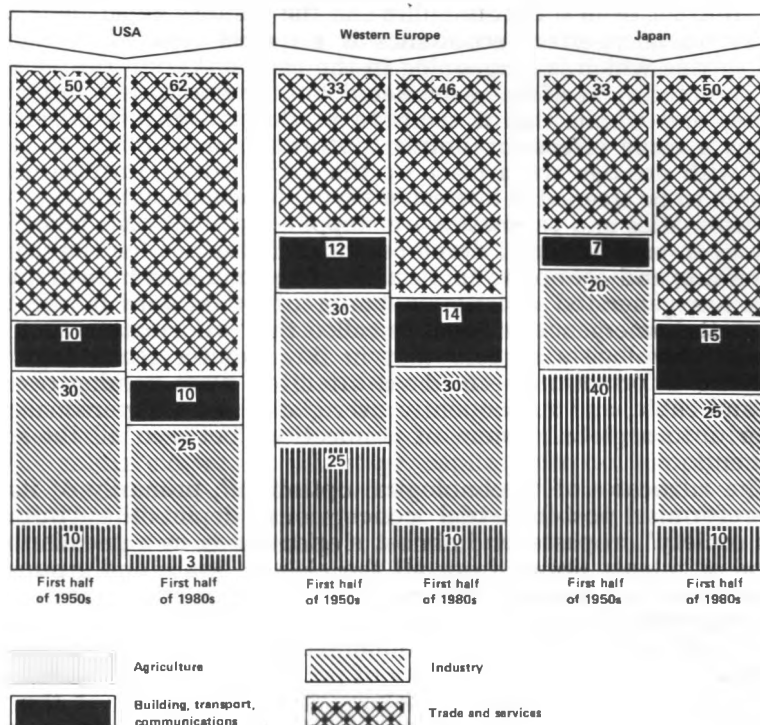 USA
Western Europe
Japan
50 62
33 46
33 50
12
7
10
20
30 14
15
30
10
40
25
25
30
25
10
10
10
3
First half of 1950s
First half of 1980s
First half of 1950s
First half of 1980s
First half of 1950s
First half of 1980s
Agriculture
Industry
Building, transport,
communications
Trade and services